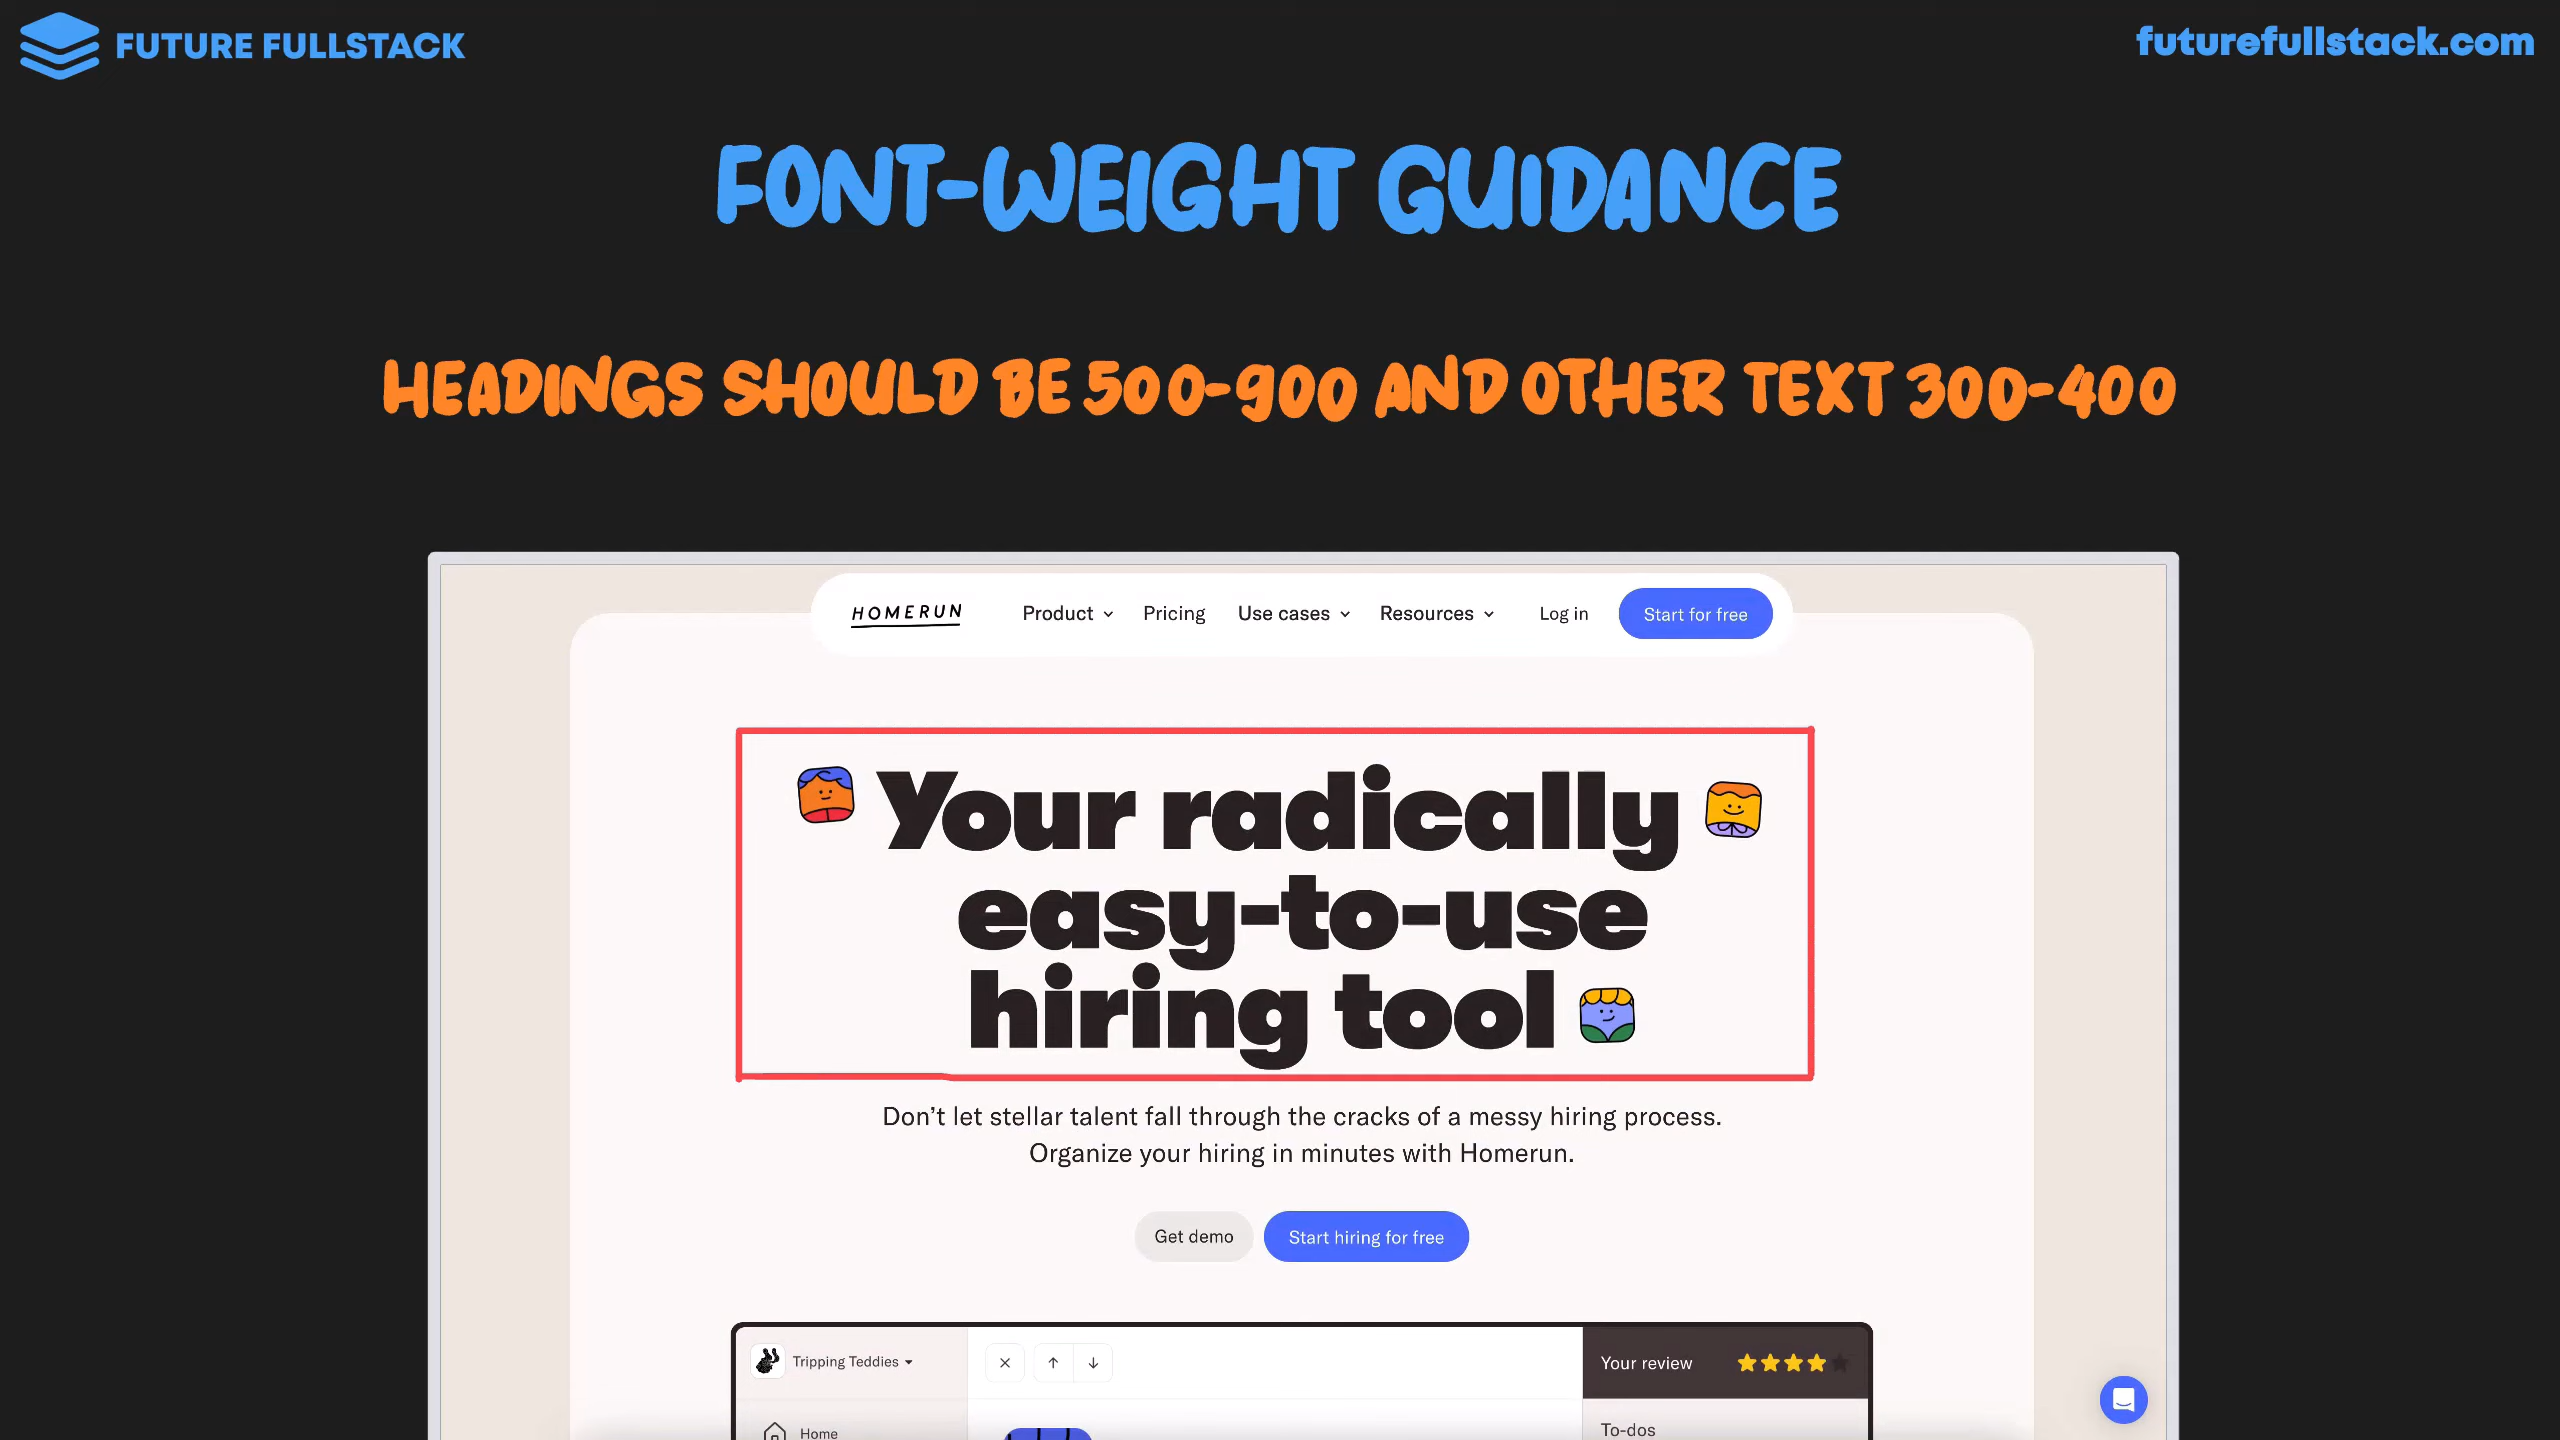 FUTURE FULLSTACK
futurefullstack.com
FONT-WEIGHT GUIDANCE
HEADINGS SHOULD BE 500-900 AND OTHER TEXT 300-400
HOMERUN
Product
Pricing
Use cases
Resources
Log in
Start for free
Your radically
easy-to-use
hiring tool
Don’t let stellar talent fall through the cracks of a messy hiring process.
Organize your hiring in minutes with Homerun.
Get demo
Start hiring for free
Tripping Teddies
Your review
Home
To-dos